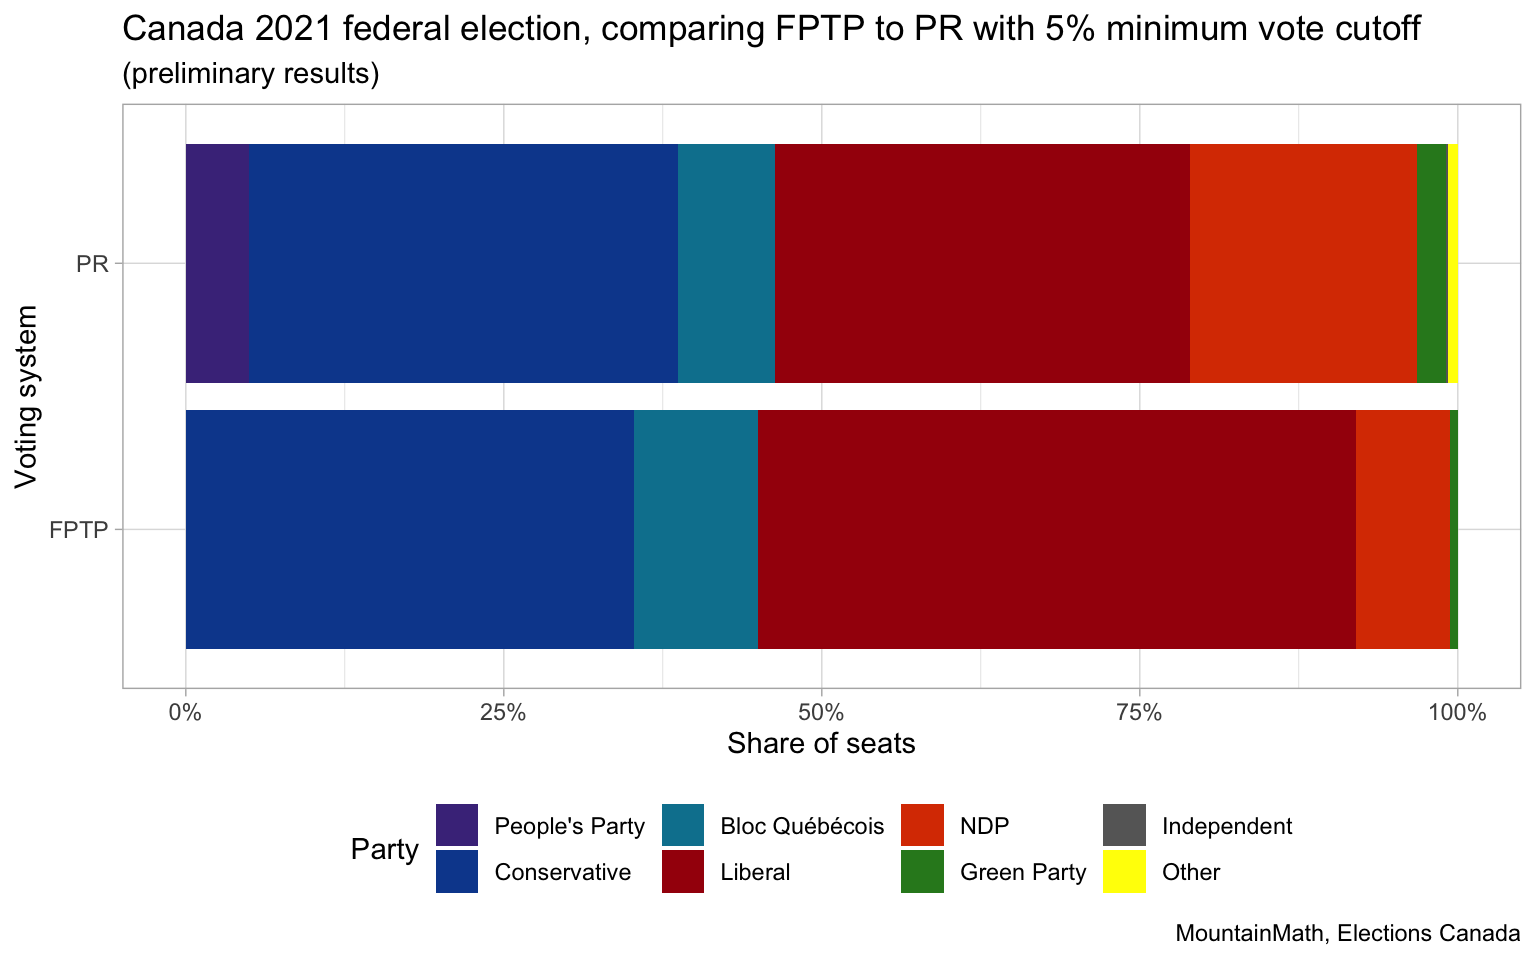 Canada 2021 federal election, comparing FPTP to PR with 5% minimum vote cutoff
(preliminary results)
Voting system
PR
FPTP
0% 25% 50% 75% 100%
Share of seats
Party
People's Party Bloc Québécois NDP Independent
Conservative Liberal Green Party Other
MountainMath, Elections Canada